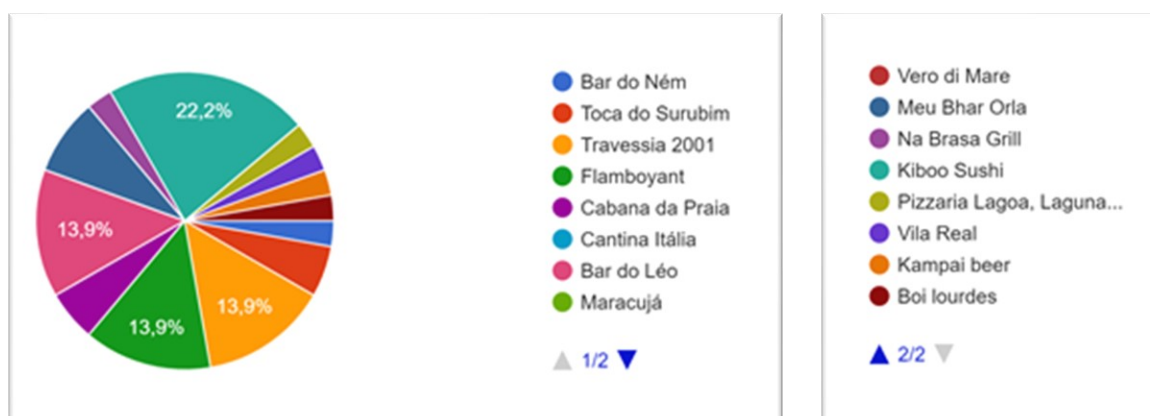 22,2%
13,9%
13,9%
13,9%
Bar do Ném
Toca do Surubim
Travessia 2001
Flamboyant
Cabana da Praia
Cantina Itália
Bar do Léo
Maracujá
1/2
Vero di Mare
Meu Bhar Orla
Na Brasa Grill
Kiboo Sushi
Pizzaria Lagoa, Laguna...
Vila Real
Kampai beer
Boi lourdes
2/2